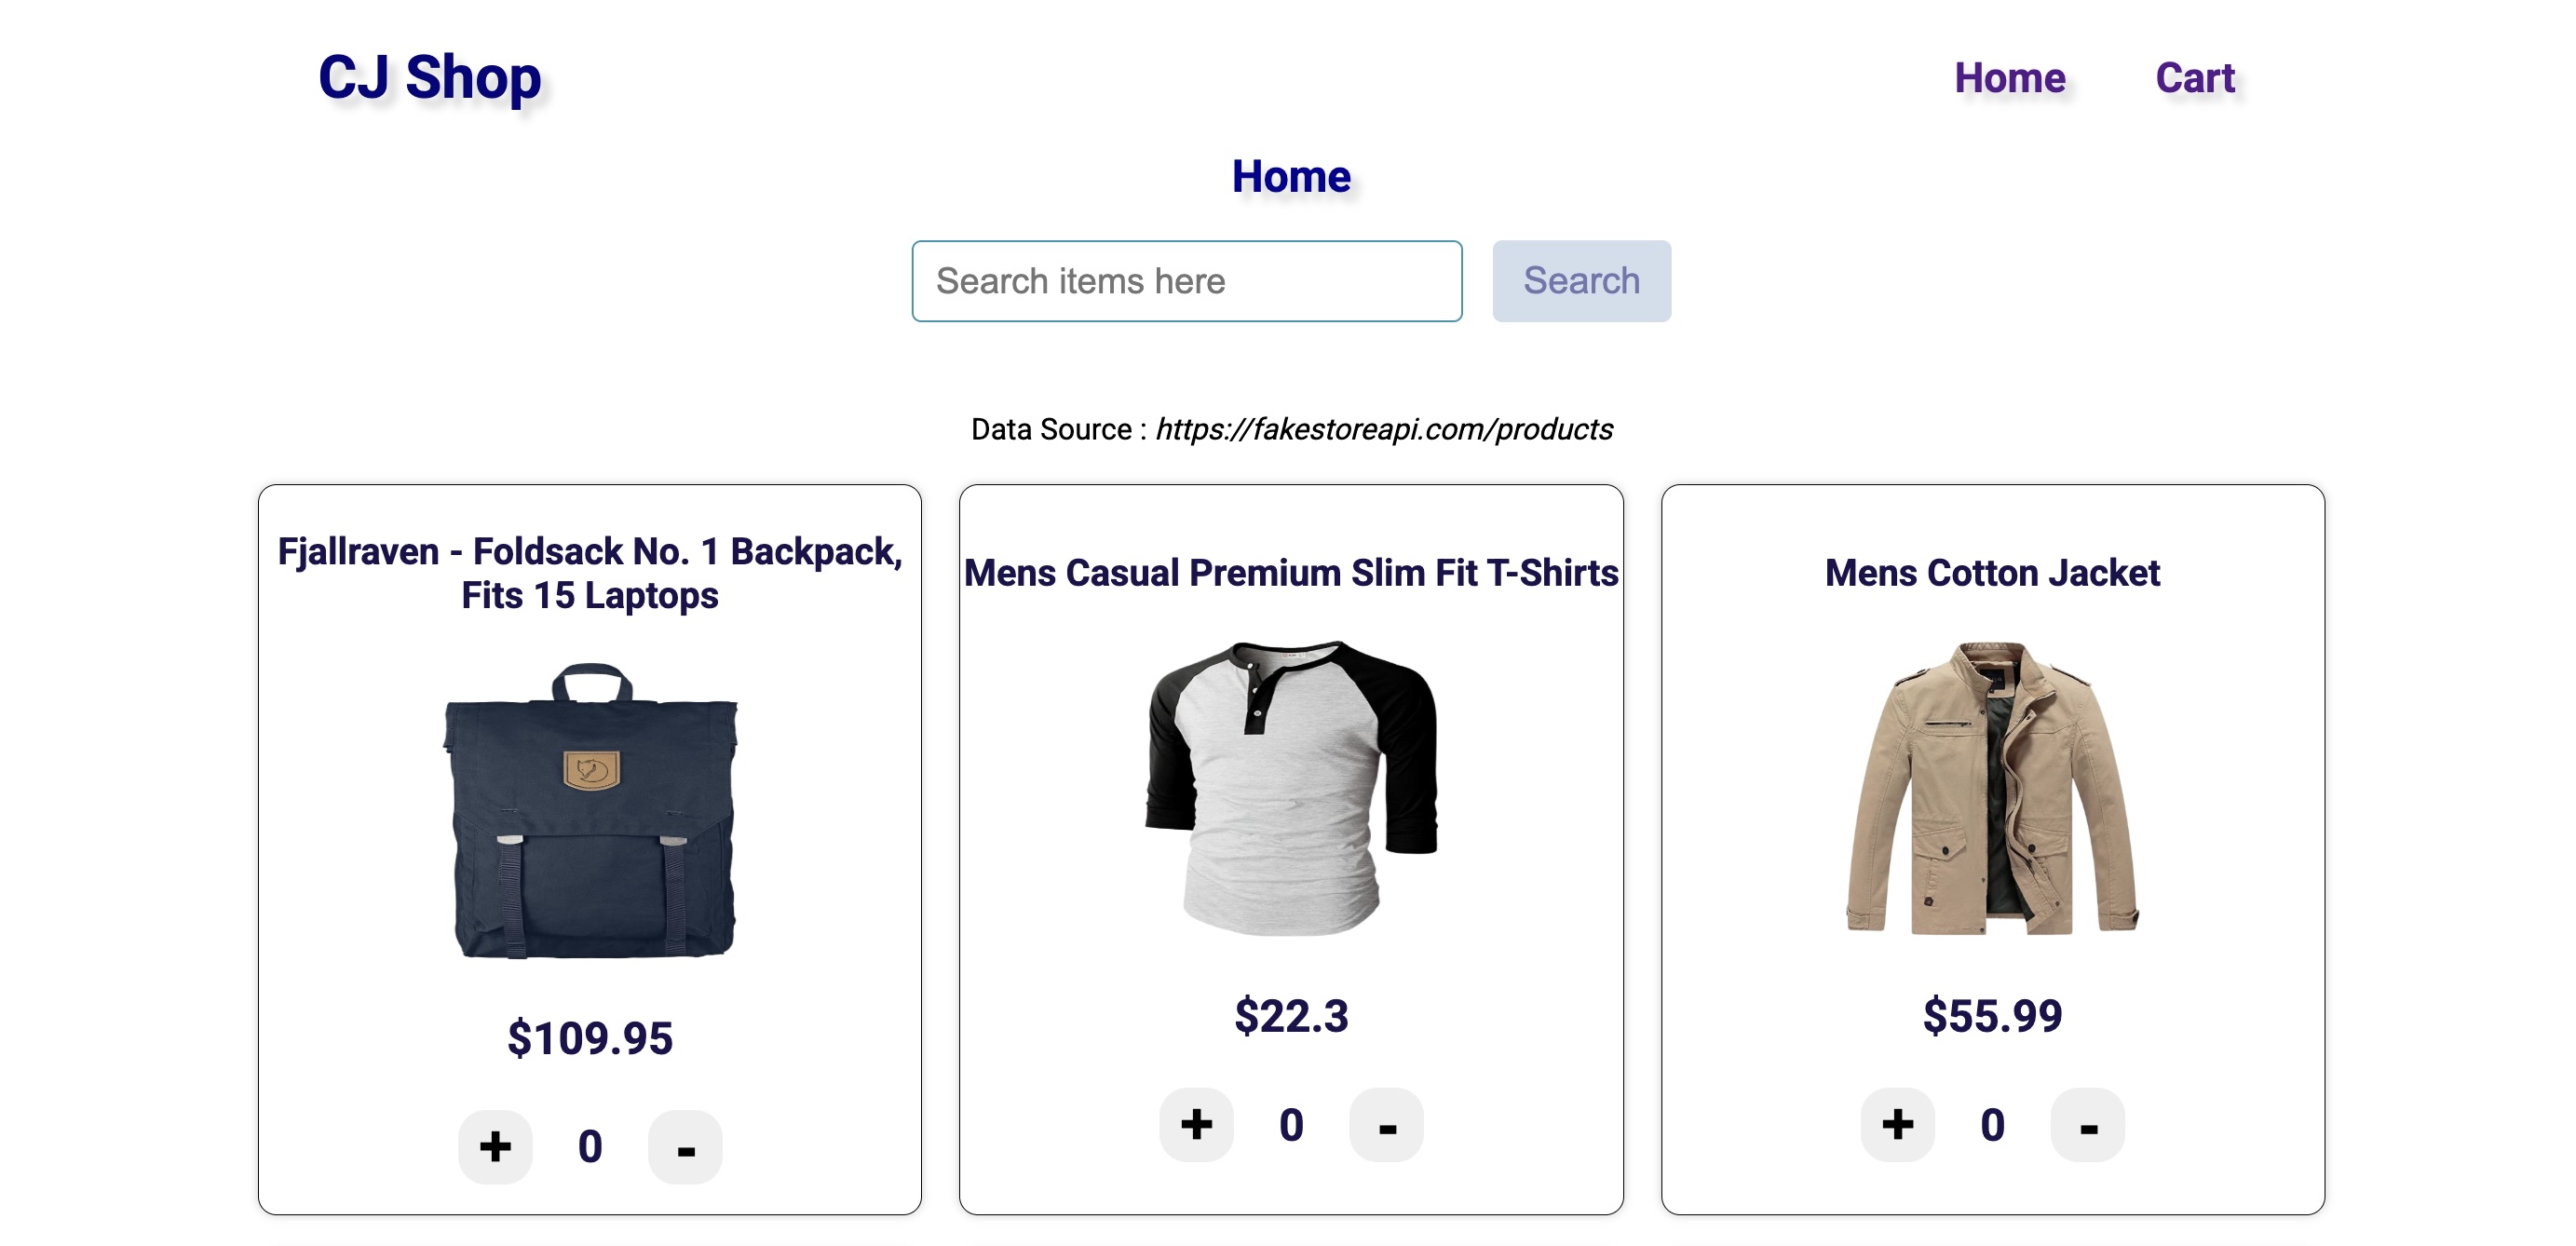 CJ Shop
Home Cart
Home
Search items here Search
Data Source : https://fakestoreapi.com/products
Fjallraven - Foldsack No. 1 Backpack,
Fits 15 Laptops
$109.95
+ 0 -
Mens Casual Premium Slim Fit T-Shirts
$22.3
+ 0 -
Mens Cotton Jacket
$55.99
+ 0 -